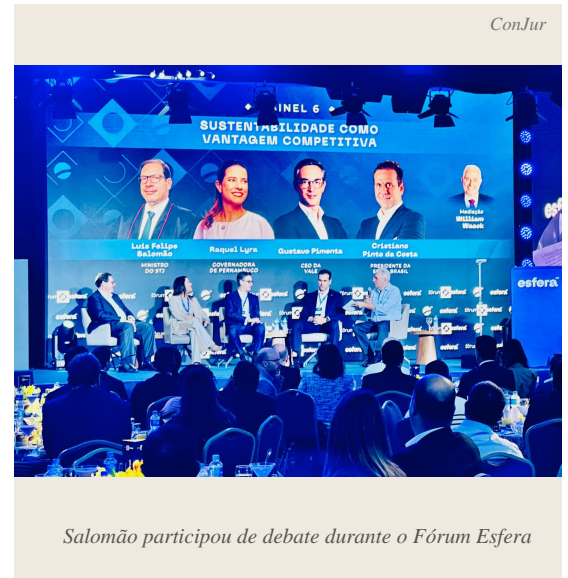 ConJur
PAINEL 6
SUSTENTABILIDADE COMO
VANTAGEM COMPETITIVA
Mediação
William
Waack
Luis Felipe
Salomão
MINISTRO
DO STJ
Raquel Lyra
GOVERNADORA
DE PERNAMBUCO
Gustavo Pimenta
CEO DA
VALE
Cristiano
Pinto da Costa
PRESIDENTE DA
BRASIL
esfera
Salomão participou de debate durante o Fórum Esfera